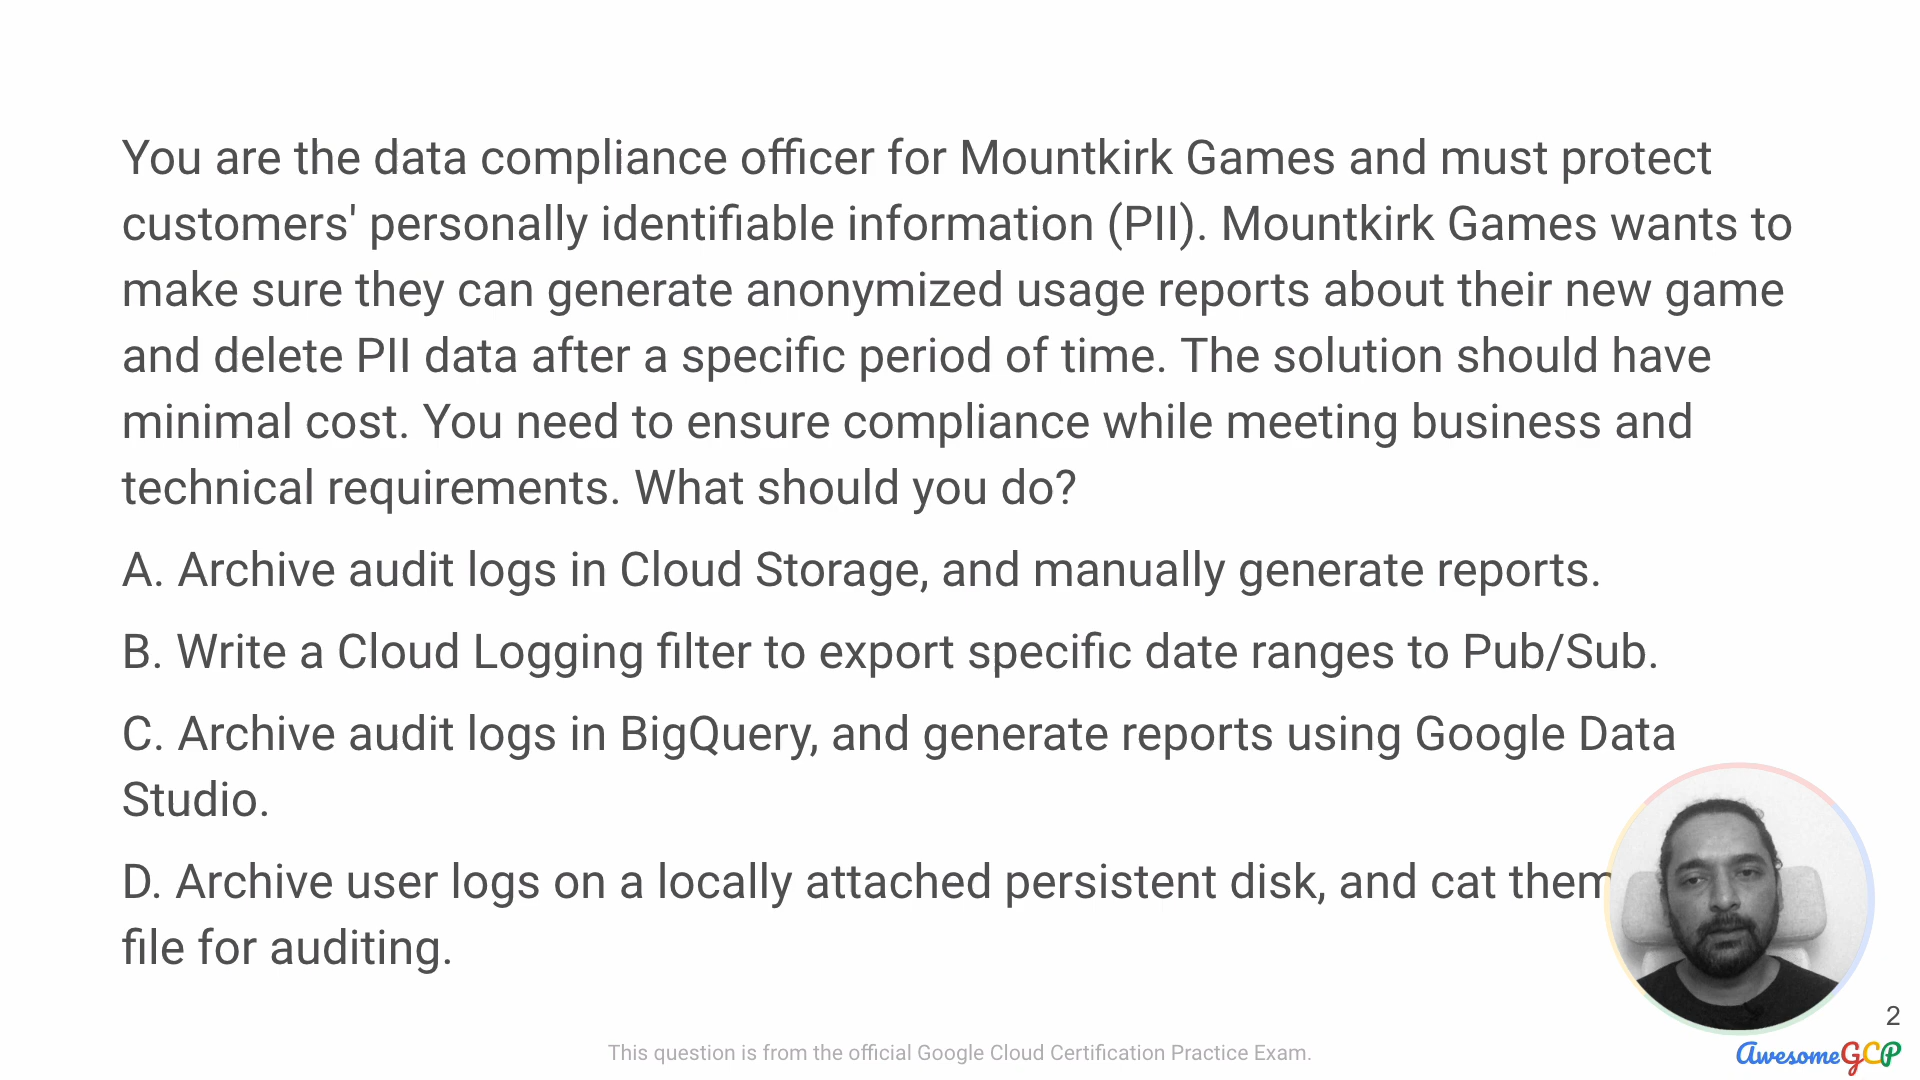 You are the data compliance officer for Mountkirk Games and must protect
customers' personally identifiable information (PII). Mountkirk Games wants to
make sure they can generate anonymized usage reports about their new game
and delete PII data after a specific period of time. The solution should have
minimal cost. You need to ensure compliance while meeting business and
technical requirements. What should you do?
A. Archive audit logs in Cloud Storage, and manually generate reports.
B. Write a Cloud Logging filter to export specific date ranges to Pub/Sub.
C. Archive audit logs in BigQuery, and generate reports using Google Data
Studio.
D. Archive user logs on a locally attached persistent disk, and cat them
file for auditing.
2
This question is from the official Google Cloud Certification Practice Exam.
AwesomeGCP